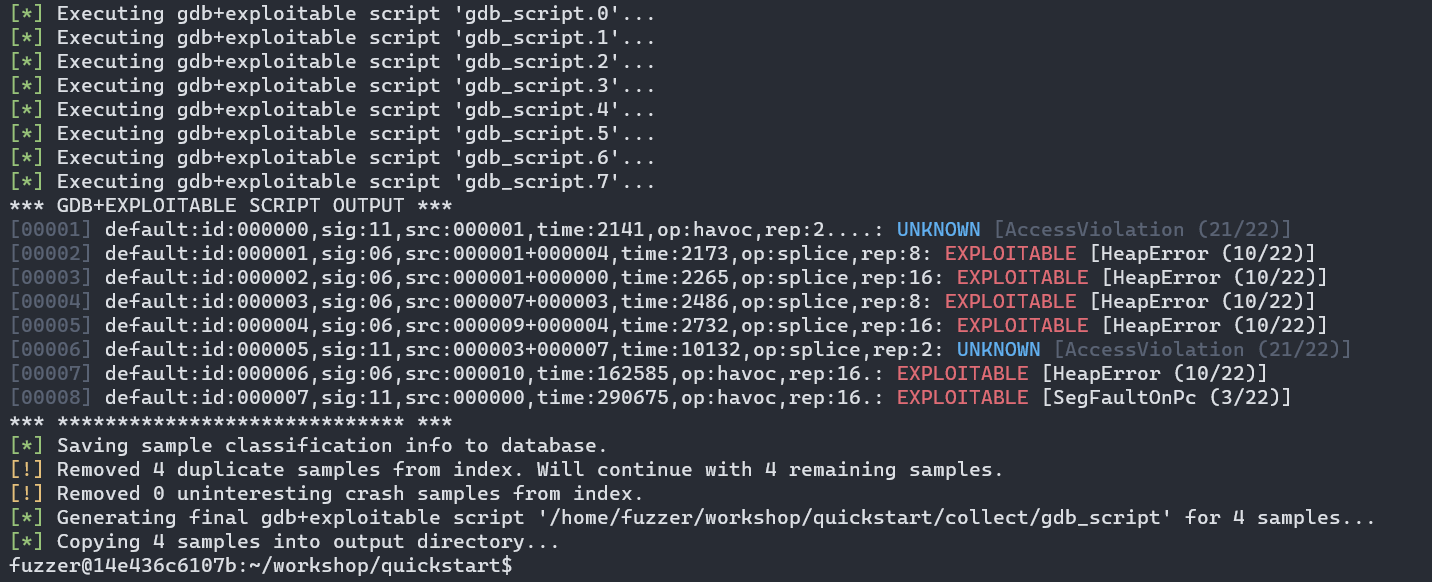 [*] Executing gdb+exploitable script 'gdb_script.0'...
[*] Executing gdb+exploitable script 'gdb_script.1'...
[*] Executing gdb+exploitable script 'gdb_script.2'...
[*] Executing gdb+exploitable script 'gdb_script.3'...
[*] Executing gdb+exploitable script 'gdb_script.4'...
[*] Executing gdb+exploitable script 'gdb_script.5'...
[*] Executing gdb+exploitable script 'gdb_script.6'...
[*] Executing gdb+exploitable script 'gdb_script.7'...
*** GDB+EXPLOITABLE SCRIPT OUTPUT ***
[00001] default:id:000000,sig:11,src:000001,time:2141,op:havoc,rep:2....: UNKNOWN [AccessViolation (21/22)]
[00002] default:id:000001,sig:06,src:000001+000004,time:2173,op:splice,rep:8: EXPLOITABLE [HeapError (10/22)]
[00003] default:id:000002,sig:06,src:000001+000000,time:2265,op:splice,rep:16: EXPLOITABLE [HeapError (10/22)]
[00004] default:id:000003,sig:06,src:000007+000003,time:2486,op:splice,rep:8: EXPLOITABLE [HeapError (10/22)]
[00005] default:id:000004,sig:06,src:000009+000004,time:2732,op:splice,rep:16: EXPLOITABLE [HeapError (10/22)]
[00006] default:id:000005,sig:11,src:000003+000007,time:10132,op:splice,rep:2: UNKNOWN [AccessViolation (21/22)]
[00007] default:id:000006,sig:06,src:000010,time:162585,op:havoc,rep:16.: EXPLOITABLE [HeapError (10/22)]
[00008] default:id:000007,sig:11,src:000000,time:290675,op:havoc,rep:16.: EXPLOITABLE [SegFaultOnPc (3/22)]
*** ***************************** ***
[*] Saving sample classification info to database.
[!] Removed 4 duplicate samples from index. Will continue with 4 remaining samples.
[!] Removed 0 uninteresting crash samples from index.
[*] Generating final gdb+exploitable script '/home/fuzzer/workshop/quickstart/collect/gdb_script' for 4 samples...
[*] Copying 4 samples into output directory...
fuzzer@14e436c6107b:~/workshop/quickstart$